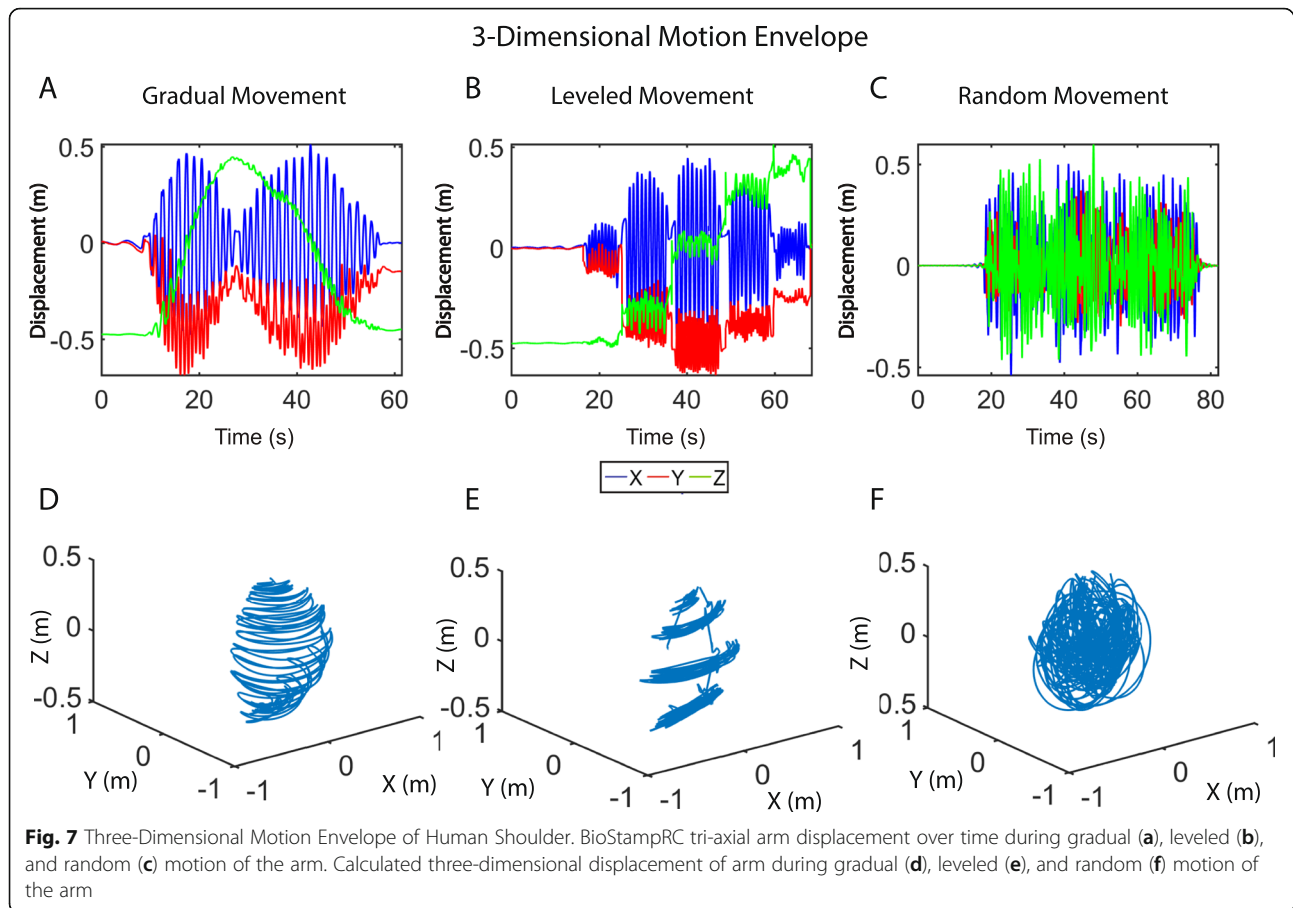 3-Dimensional Motion Envelope
A
Gradual Movement
B
Leveled Movement
C
Random Movement
Displacement (m)
0.5
0
-0.5
0 20 40 60
Time (s)
Displacement (m)
0.5
0
-0.5
0 20 40 60
Time (s)
Displacement (m)
0.5
0
-0.5
0 20 40 60 80
Time (s)
X Y Z
D
Z (m)
0.5
0
-0.5
1
0
-1
Y (m)
-1
0
1
X (m)
E
Z (m)
0.5
0
-0.5
1
0
-1
Y (m)
-1
0
1
X (m)
F
Z (m)
0.5
0
0.5
1
0
-1
Y (m)
-1
0
1
X (m)
Fig. 7 Three-Dimensional Motion Envelope of Human Shoulder. BioStampRC tri-axial arm displacement over time during gradual (a), leveled (b),
and random (c) motion of the arm. Calculated three-dimensional displacement of arm during gradual (d), leveled (e), and random (f) motion of
the arm